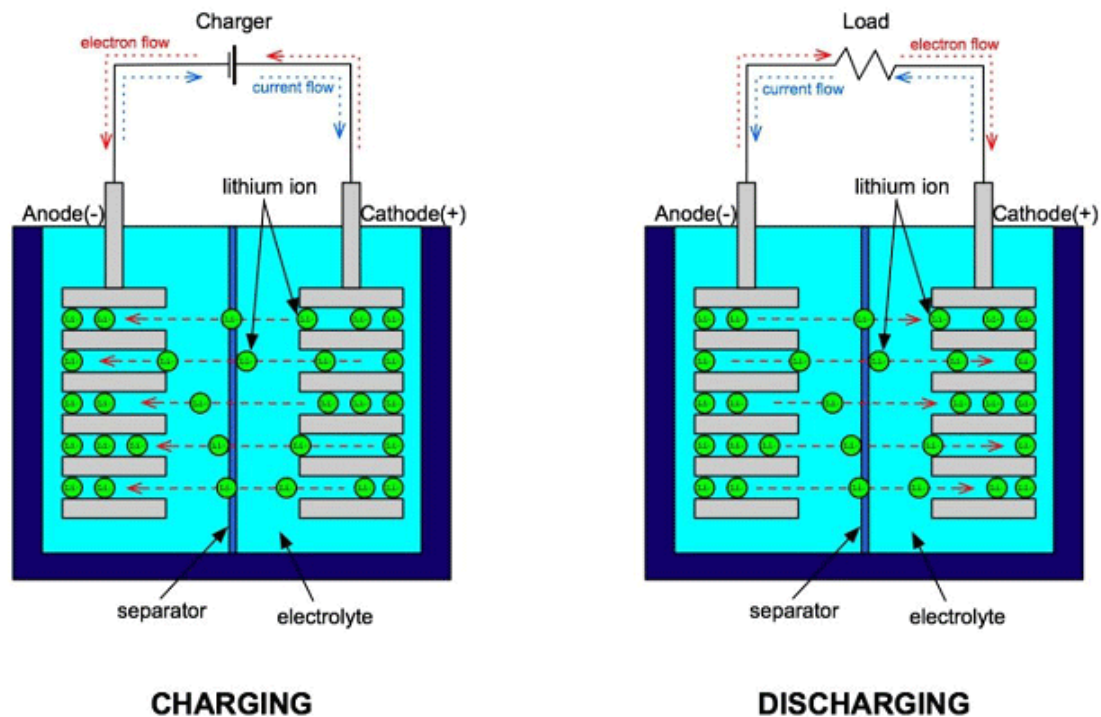 Charger
electron flow
current flow
lithium ion
Anode(-)
Cathode(+)
separator
electrolyte
CHARGING
Load
electron flow
current flow
lithium ion
Anode(-)
Cathode(+)
separator
electrolyte
DISCHARGING